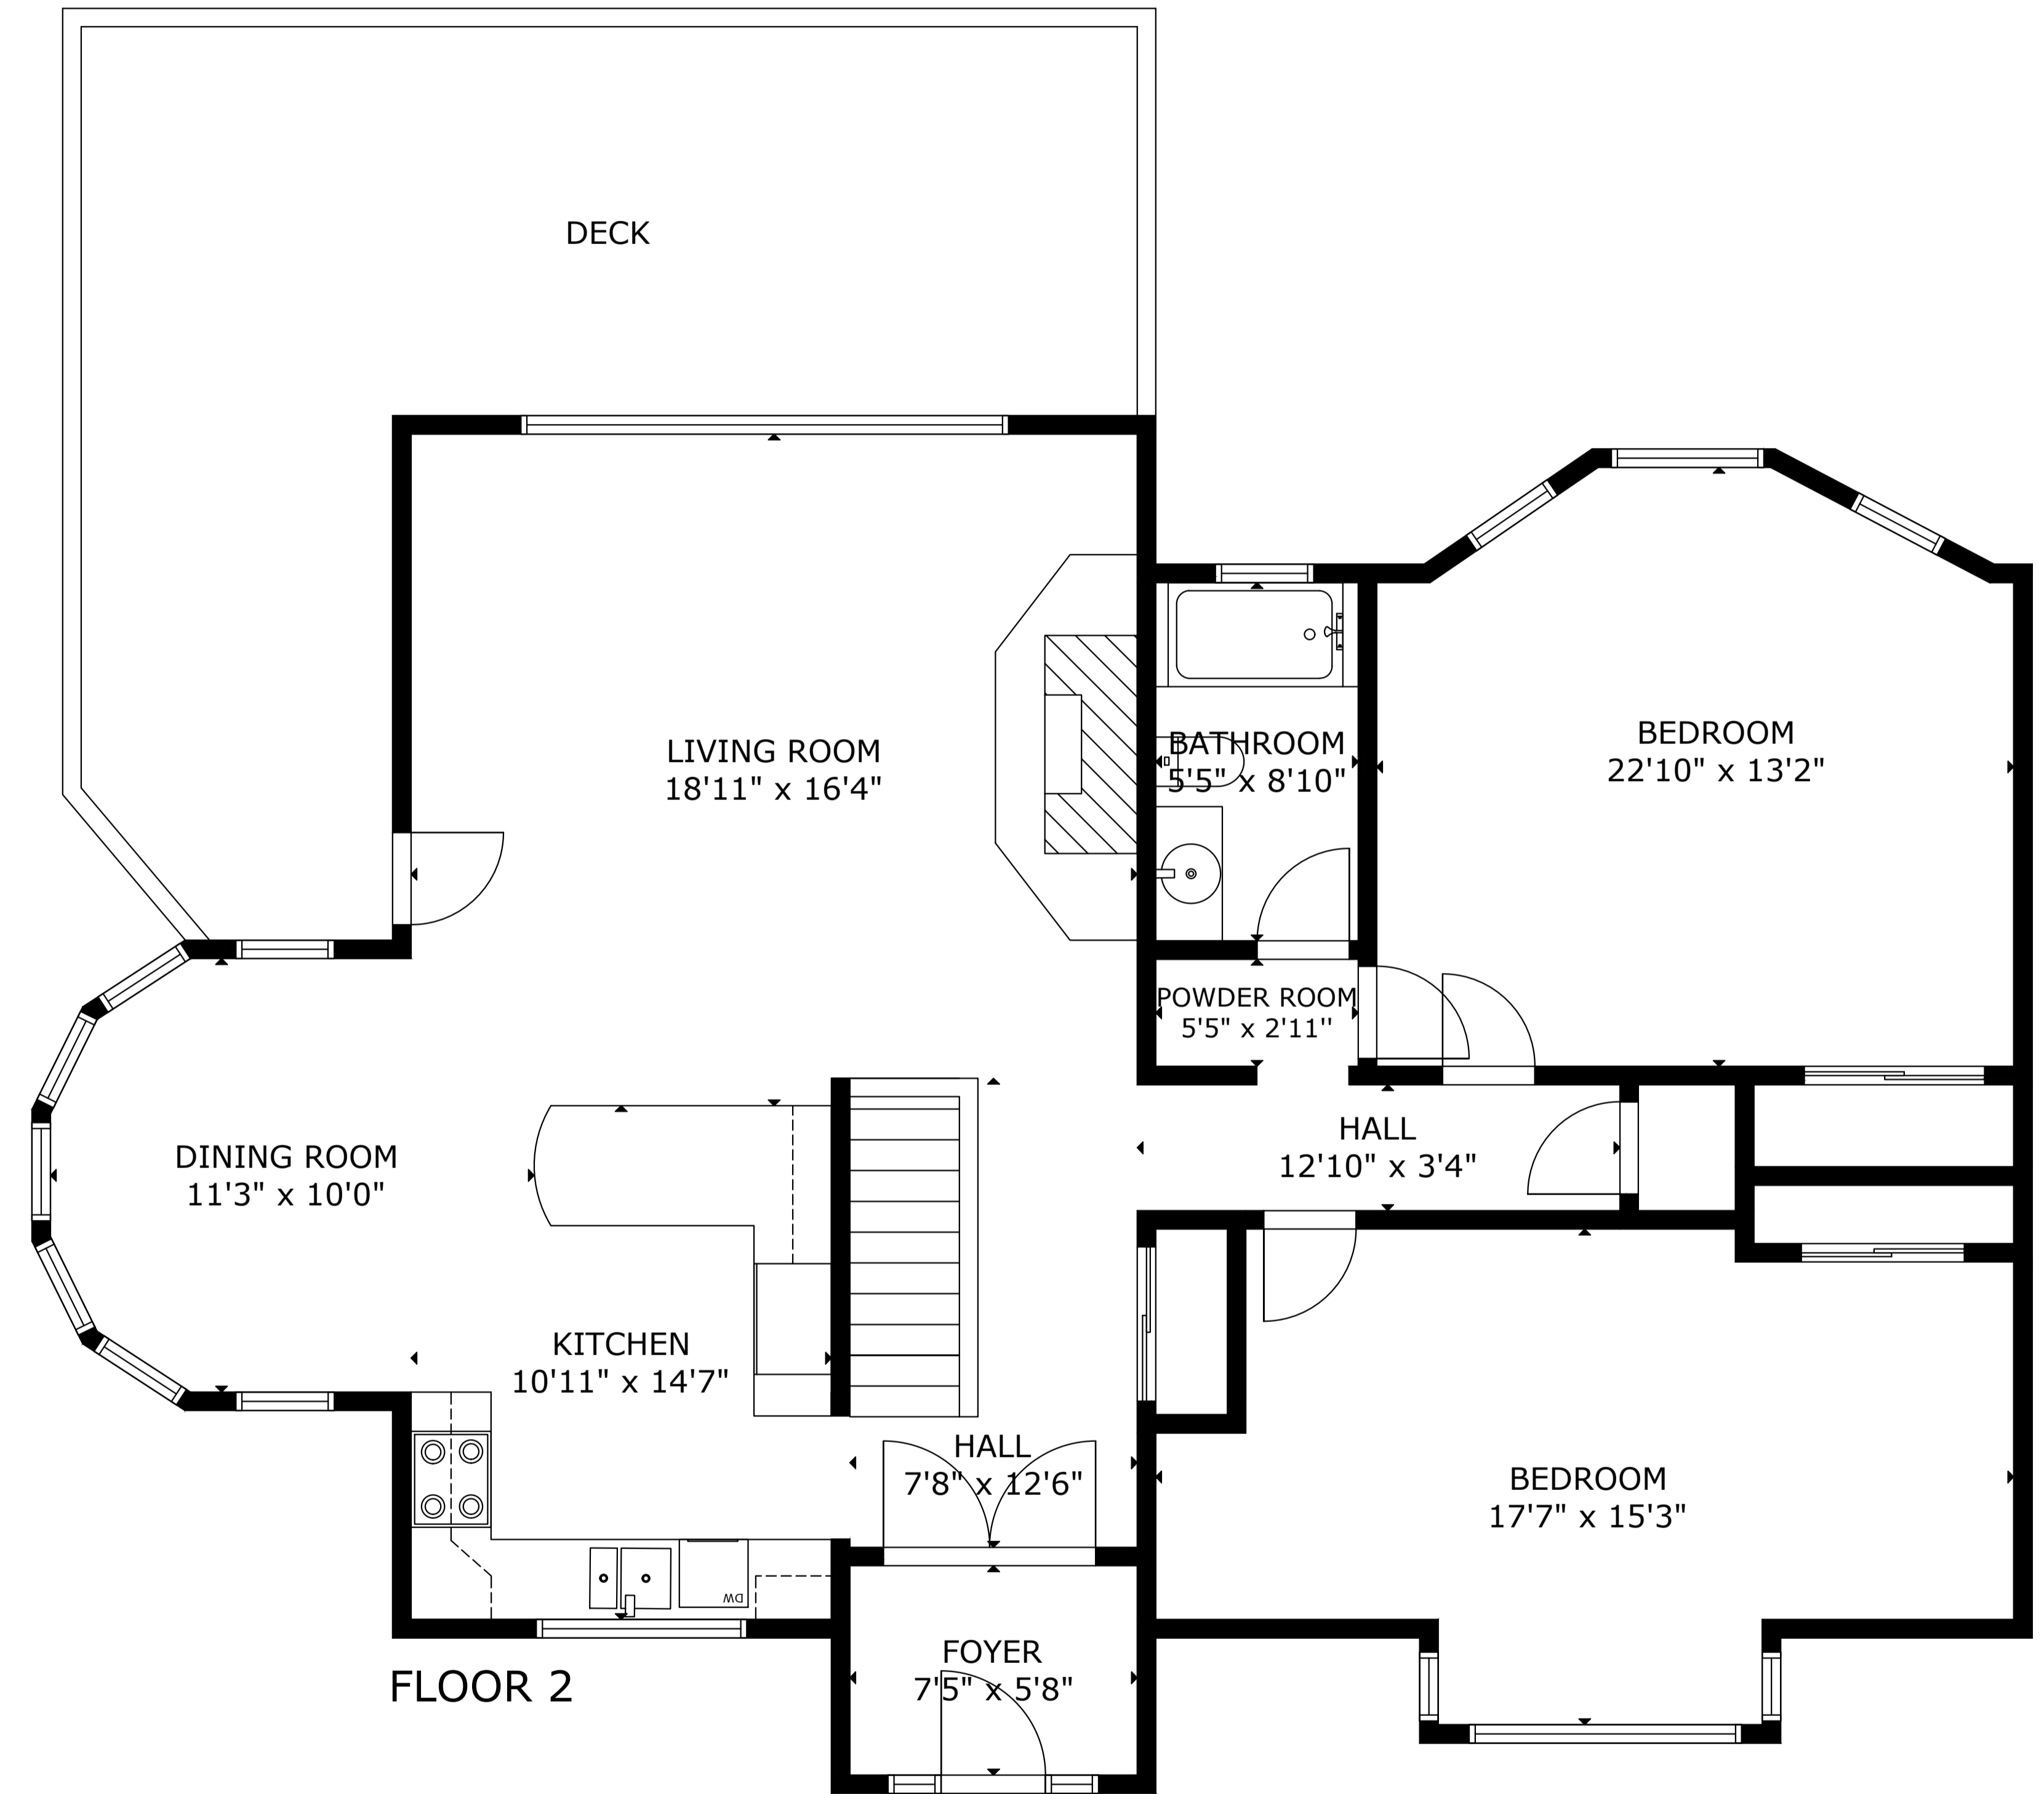 DECK
LIVING ROOM
18'11" x 16'4"
BATHROOM
5'5" x 8'10"
BEDROOM
22'10" x 13'2"
POWDER ROOM
5'5" x 2'11''
DINING ROOM
11'3" x 10'0"
HALL
12'10" x 3'4"
KITCHEN
10'11" x 14'7"
HALL
7'8" x 12'6"
BEDROOM
17'7" x 15'3"
DW
FOYER
7'5" x 5'8"
FLOOR 2